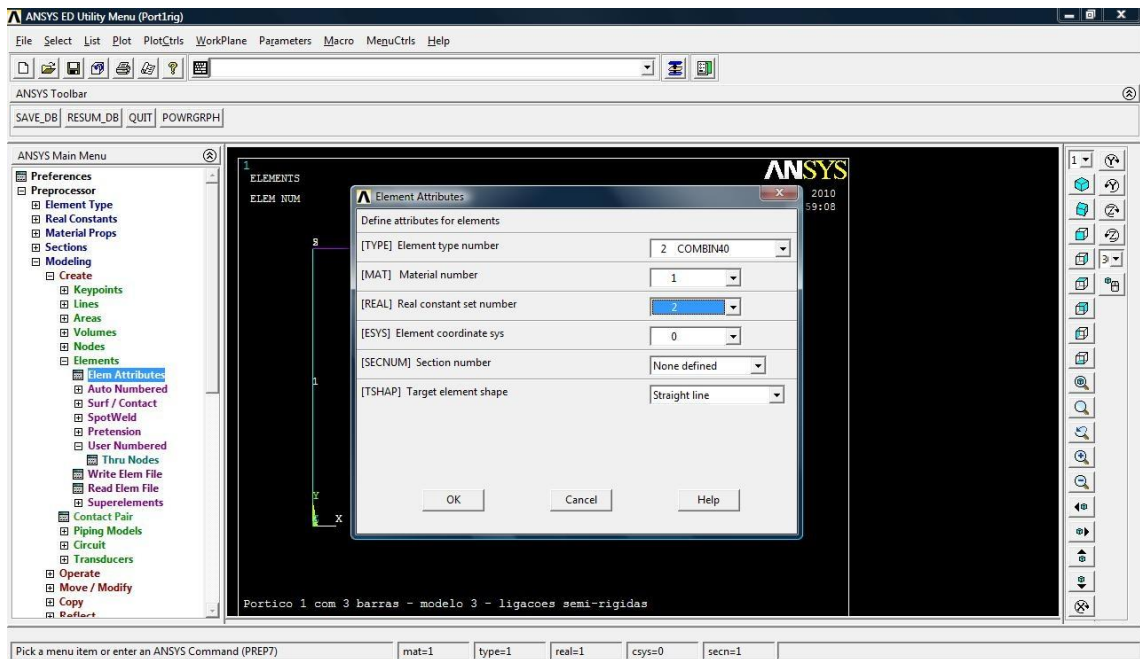 ANSYS ED Utility Menu (Port1rig)
File Select List Plot PlotCtrls WorkPlane Parameters Macro MenuCtrls Help
ANSYS Toolbar
SAVE_DB RESUM_DB QUIT POWRGRPH
ANSYS Main Menu
Preferences
Preprocessor
Element Type
Real Constants
Material Props
Sections
Modeling
Create
Keypoints
Lines
Areas
Volumes
Nodes
Elements
Elem Attributes
Auto Numbered
Surf / Contact
SpotWeld
Pretension
User Numbered
Thru Nodes
Write Elem File
Read Elem File
Superelements
Contact Pair
Piping Models
Circuit
Transducers
Operate
Move / Modify
Copy
Reflect
1
ELEMENTS
ELEM NUM
ANSYS
2010
59:08
1
Y
X
Portico 1 com 3 barras - modelo 3 - ligacoes semi-rigidas
Element Attributes
Define attributes for elements
[TYPE] Element type number 2 COMBIN40
[MAT] Material number 1
[REAL] Real constant set number 2
[ESYS] Element coordinate sys 0
[SECNUM] Section number None defined
[TSHAP] Target element shape Straight line
OK Cancel Help
1
3
Pick a menu item or enter an ANSYS Command (PREP7) mat=1 type=1 real=1 csys=0 secn=1